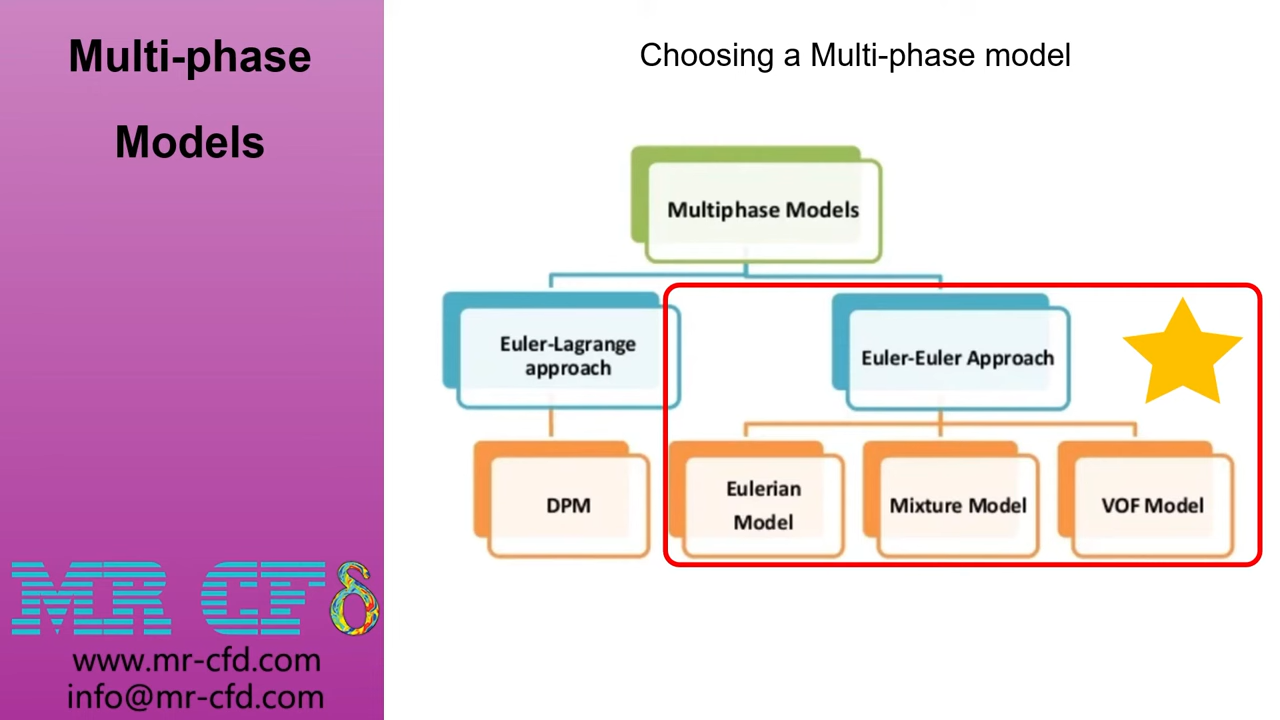 Multi-phase
Models
Choosing a Multi-phase model
Multiphase Models
Euler-Lagrange
approach
Euler-Euler Approach
DPM
Eulerian
Model
Mixture Model
VOF Model
MR CFδ
www.mr-cfd.com
info@mr-cfd.com